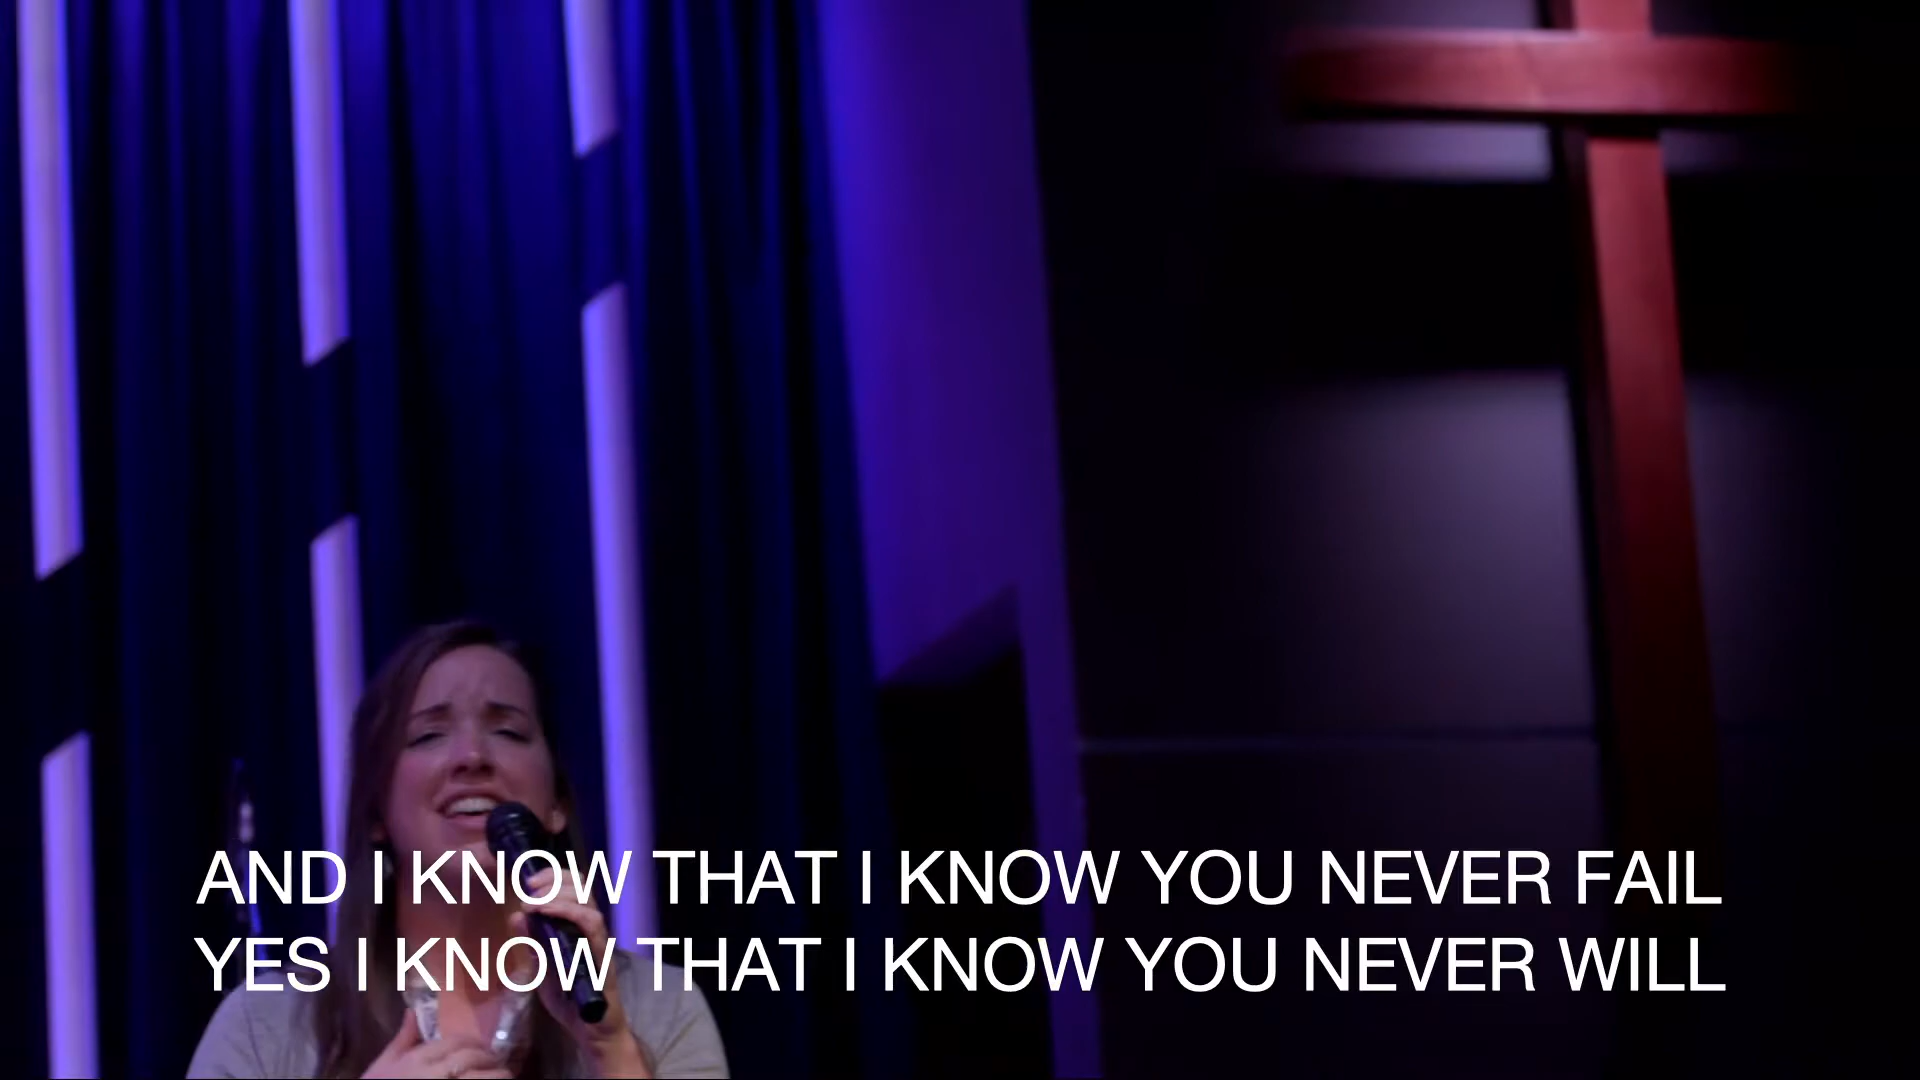 AND I KNOW THAT I KNOW YOU NEVER FAIL
YES I KNOW THAT I KNOW YOU NEVER WILL